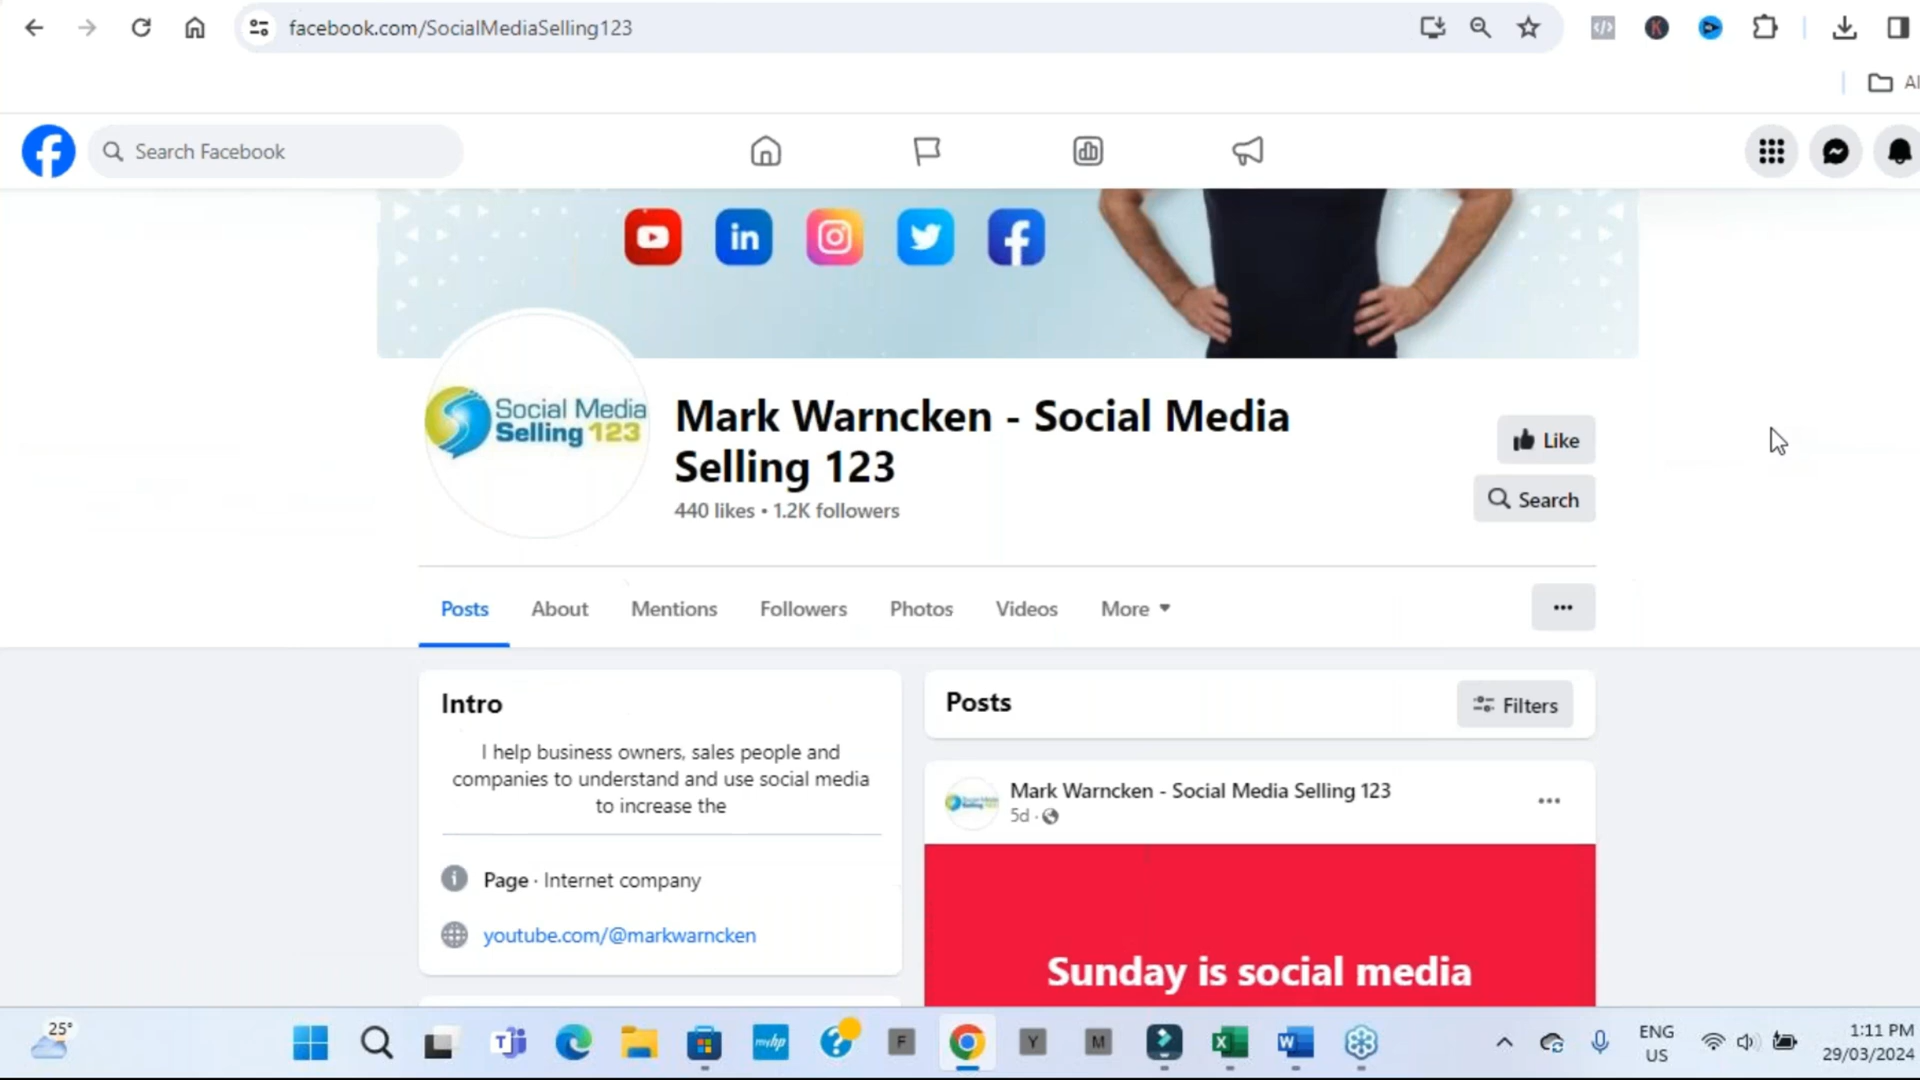 facebook.com/SocialMediaSelling123
Al
Search Facebook
in
Social Media
Selling 123
Mark Warncken - Social Media
Selling 123
440 likes • 1.2K followers
Like
Search
Posts
About
Mentions
Followers
Photos
Videos
More
Intro
I help business owners, sales people and
companies to understand and use social media
to increase the
Page · Internet company
youtube.com/@markwarncken
Posts
Filters
Mark Warncken - Social Media Selling 123
5d ·
Sunday is social media
25°
myhp
F
Y
M
ENG
US
1:11 PM
29/03/2024